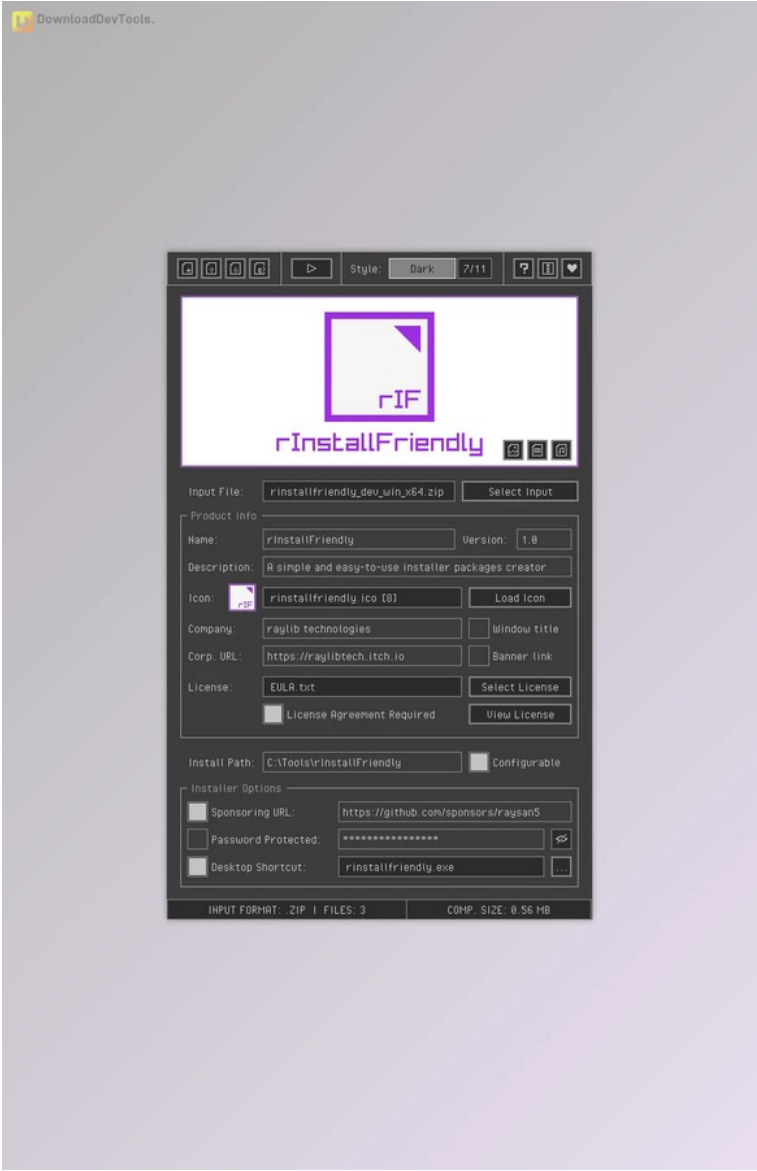 DownloadDevTools.
Style: Dark 7/11 ?
rIF
rInstallFriendly
Input File: rinstallfriendly_dev_win_x64.zip Select Input
Product Info
Name: rInstallFriendly Version: 1.0
Description: A simple and easy-to-use installer packages creator
Icon: rIF rinstallfriendly.ico [8] Load Icon
Company: raylib technologies Window title
Corp. URL: https://raylibtech.itch.io Banner link
License: EULA.txt Select License
License Agreement Required View License
Install Path: C:\Tools\rInstallFriendly Configurable
Installer Options
Sponsoring URL: https://github.com/sponsors/raysan5
Password Protected: ****************
Desktop Shortcut: rinstallfriendly.exe ...
INPUT FORMAT: .ZIP | FILES: 3 COMP. SIZE: 0.56 MB